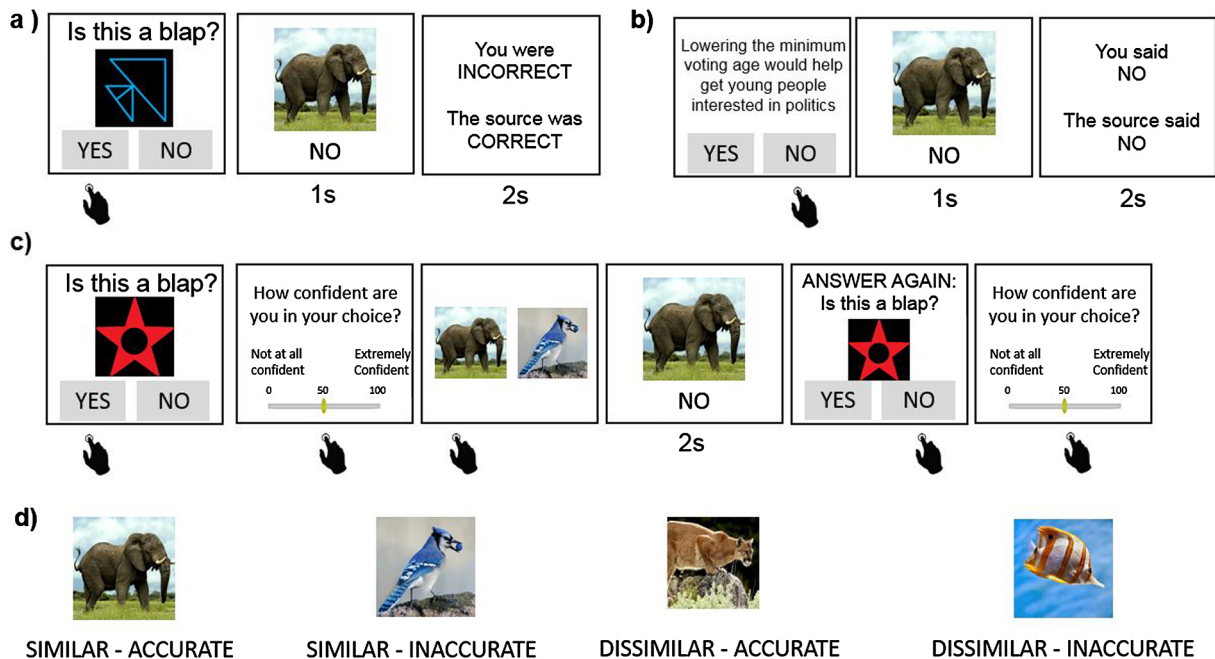 a )
Is this a blap?
YES NO
NO
1s
You were
INCORRECT
The source was
CORRECT
2s
b)
Lowering the minimum
voting age would help
get young people
interested in politics
YES NO
NO
1s
You said
NO
The source said
NO
2s
c)
Is this a blap?
YES NO
How confident are
you in your choice?
Not at all
confident
Extremely
Confident
0 50 100
NO
2s
ANSWER AGAIN:
Is this a blap?
YES NO
How confident are
you in your choice?
Not at all
confident
Extremely
Confident
0 50 100
d)
SIMILAR - ACCURATE
SIMILAR - INACCURATE
DISSIMILAR - ACCURATE
DISSIMILAR - INACCURATE